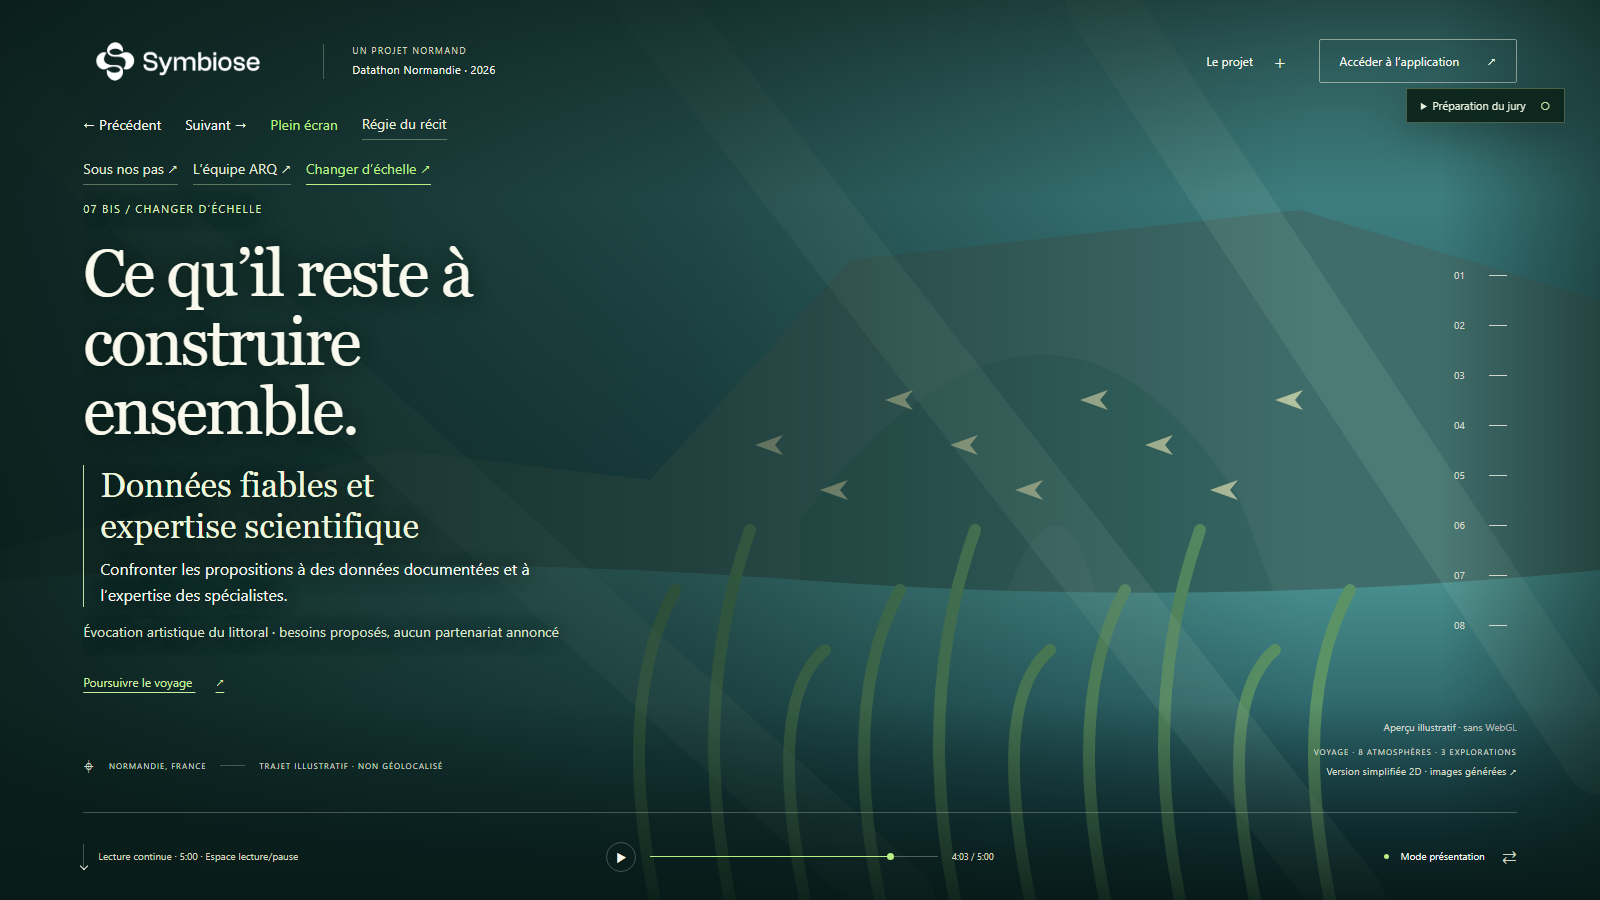 Symbiose
UN PROJET NORMAND
Datathon Normandie · 2026
Le projet +
Accéder à l'application ↗
▶ Préparation du jury
← Précédent Suivant → Plein écran Régie du récit
Sous nos pas ↗ L'équipe ARQ ↗ Changer d'échelle ↗
07 BIS / CHANGER D'ÉCHELLE
Ce qu'il reste à
construire
ensemble.
Données fiables et
expertise scientifique
Confronter les propositions à des données documentées et à
l'expertise des spécialistes.
Évocation artistique du littoral · besoins proposés, aucun partenariat annoncé
Poursuivre le voyage ↗
01
02
03
04
05
06
07
08
Aperçu illustratif · sans WebGL
VOYAGE · 8 ATMOSPHÈRES · 3 EXPLORATIONS
Version simplifiée 2D · images générées ↗
NORMANDIE, FRANCE
TRAJET ILLUSTRATIF · NON GÉOLOCALISÉ
Lecture continue · 5:00 · Espace lecture/pause
4:03 / 5:00
Mode présentation